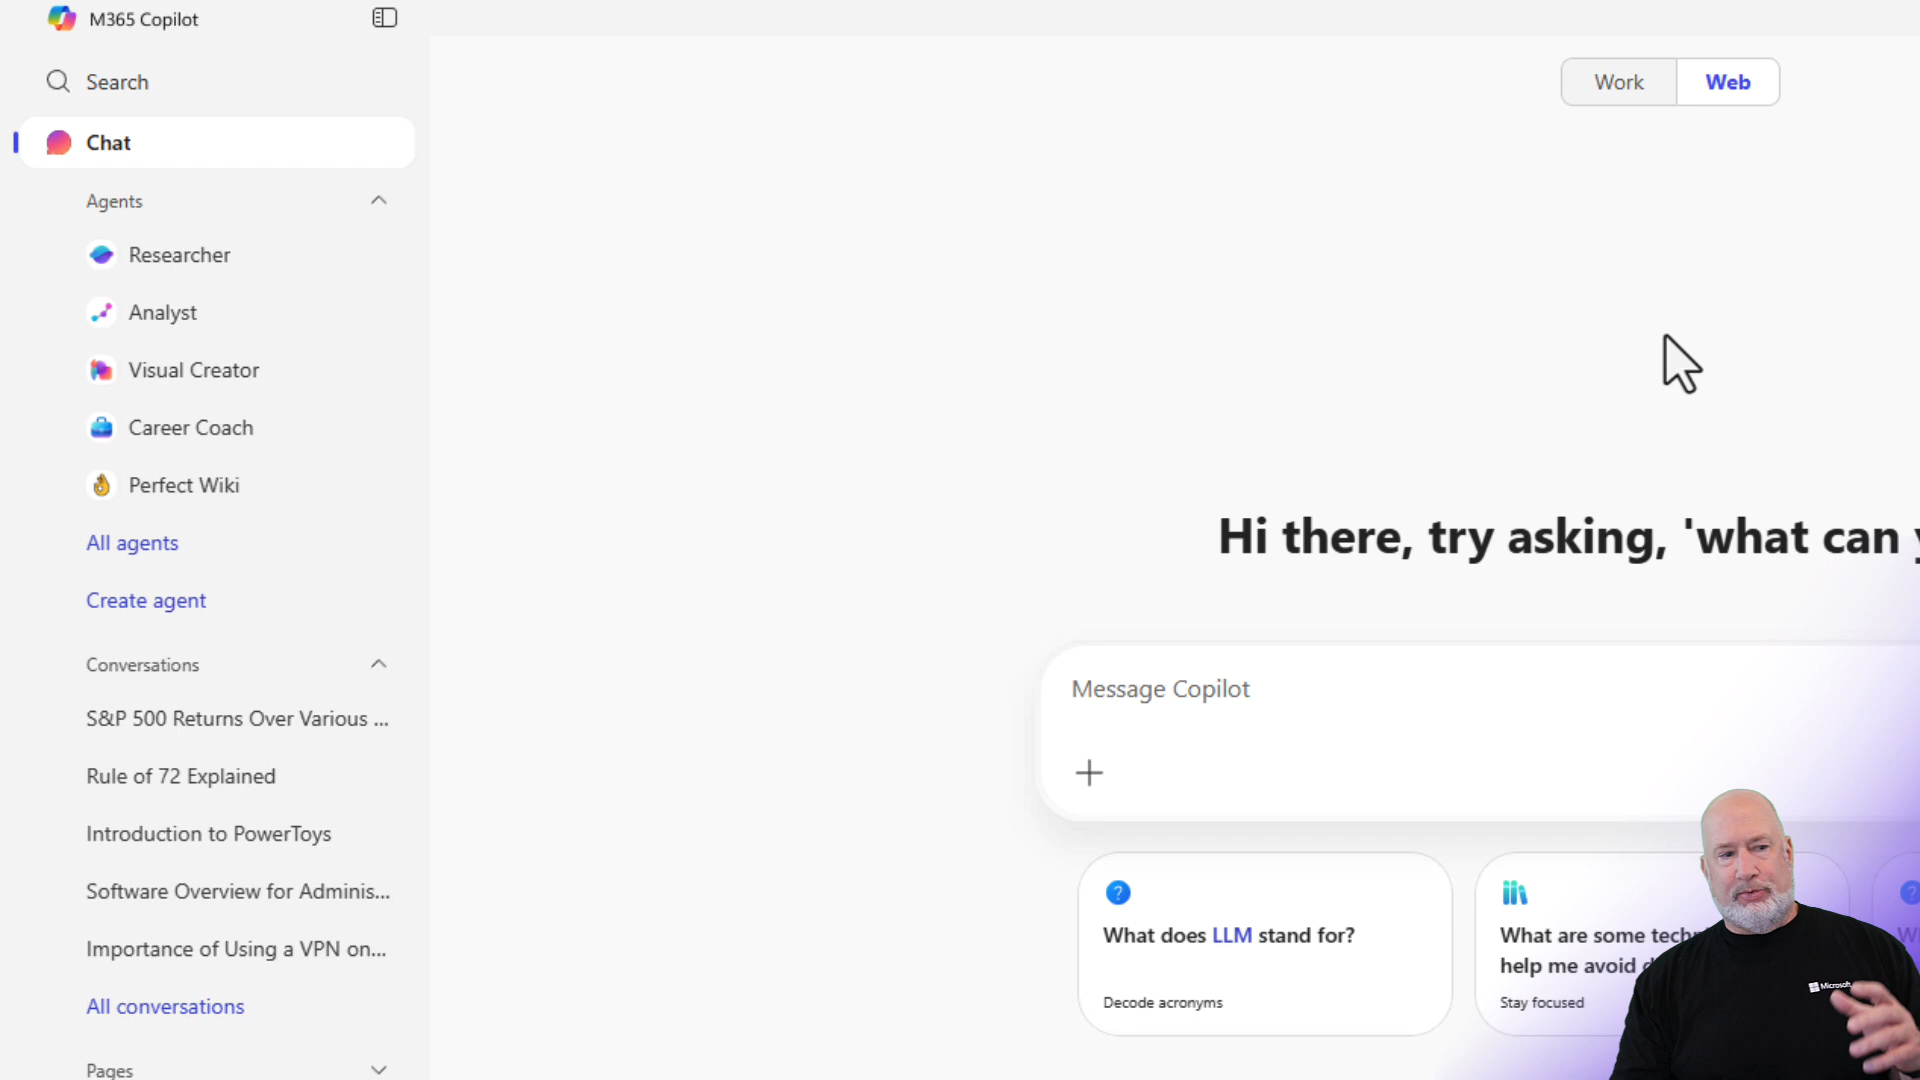 M365 Copilot
Search
Chat
Agents
Researcher
Analyst
Visual Creator
Career Coach
Perfect Wiki
All agents
Create agent
Conversations
S&P 500 Returns Over Various ...
Rule of 72 Explained
Introduction to PowerToys
Software Overview for Adminis...
Importance of Using a VPN on...
All conversations
Pages
Work
Web
Hi there, try asking, 'what can
Message Copilot
What does LLM stand for?
Decode acronyms
What are some
help me avoid
Stay focused
Microsoft